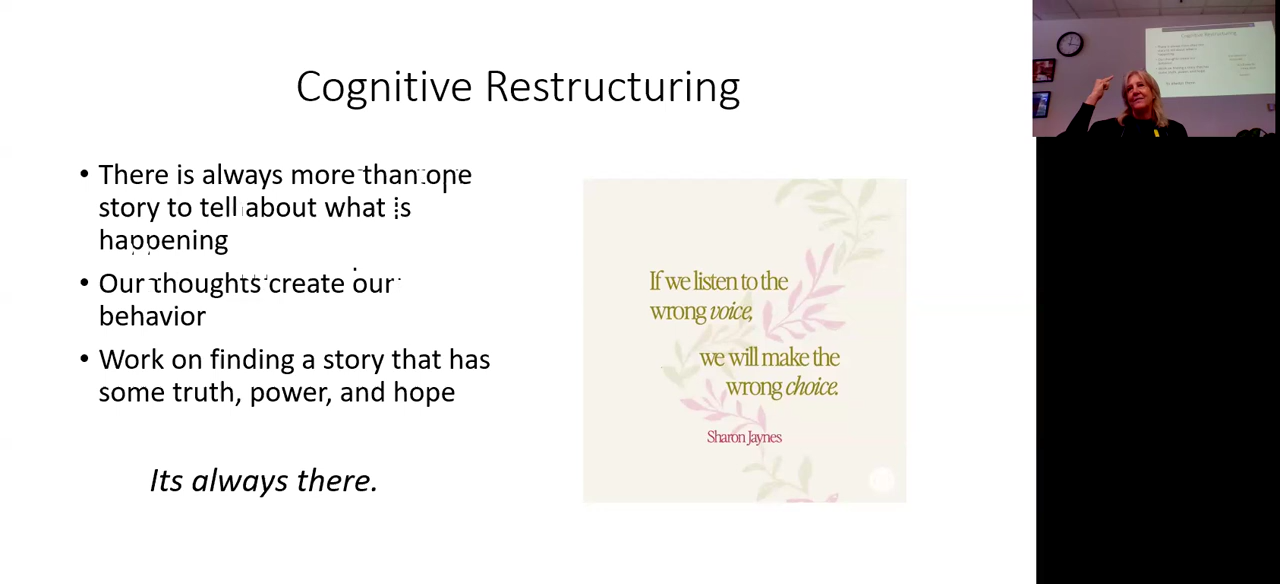 Cognitive Restructuring
• There is always more than one
story to tell about what is
happening
• Our thoughts create our
behavior
• Work on finding a story that has
some truth, power, and hope
Its always there.
If we listen to the
wrong voice,
we will make the
wrong choice.
Sharon Jaynes
Cognitive Restructuring